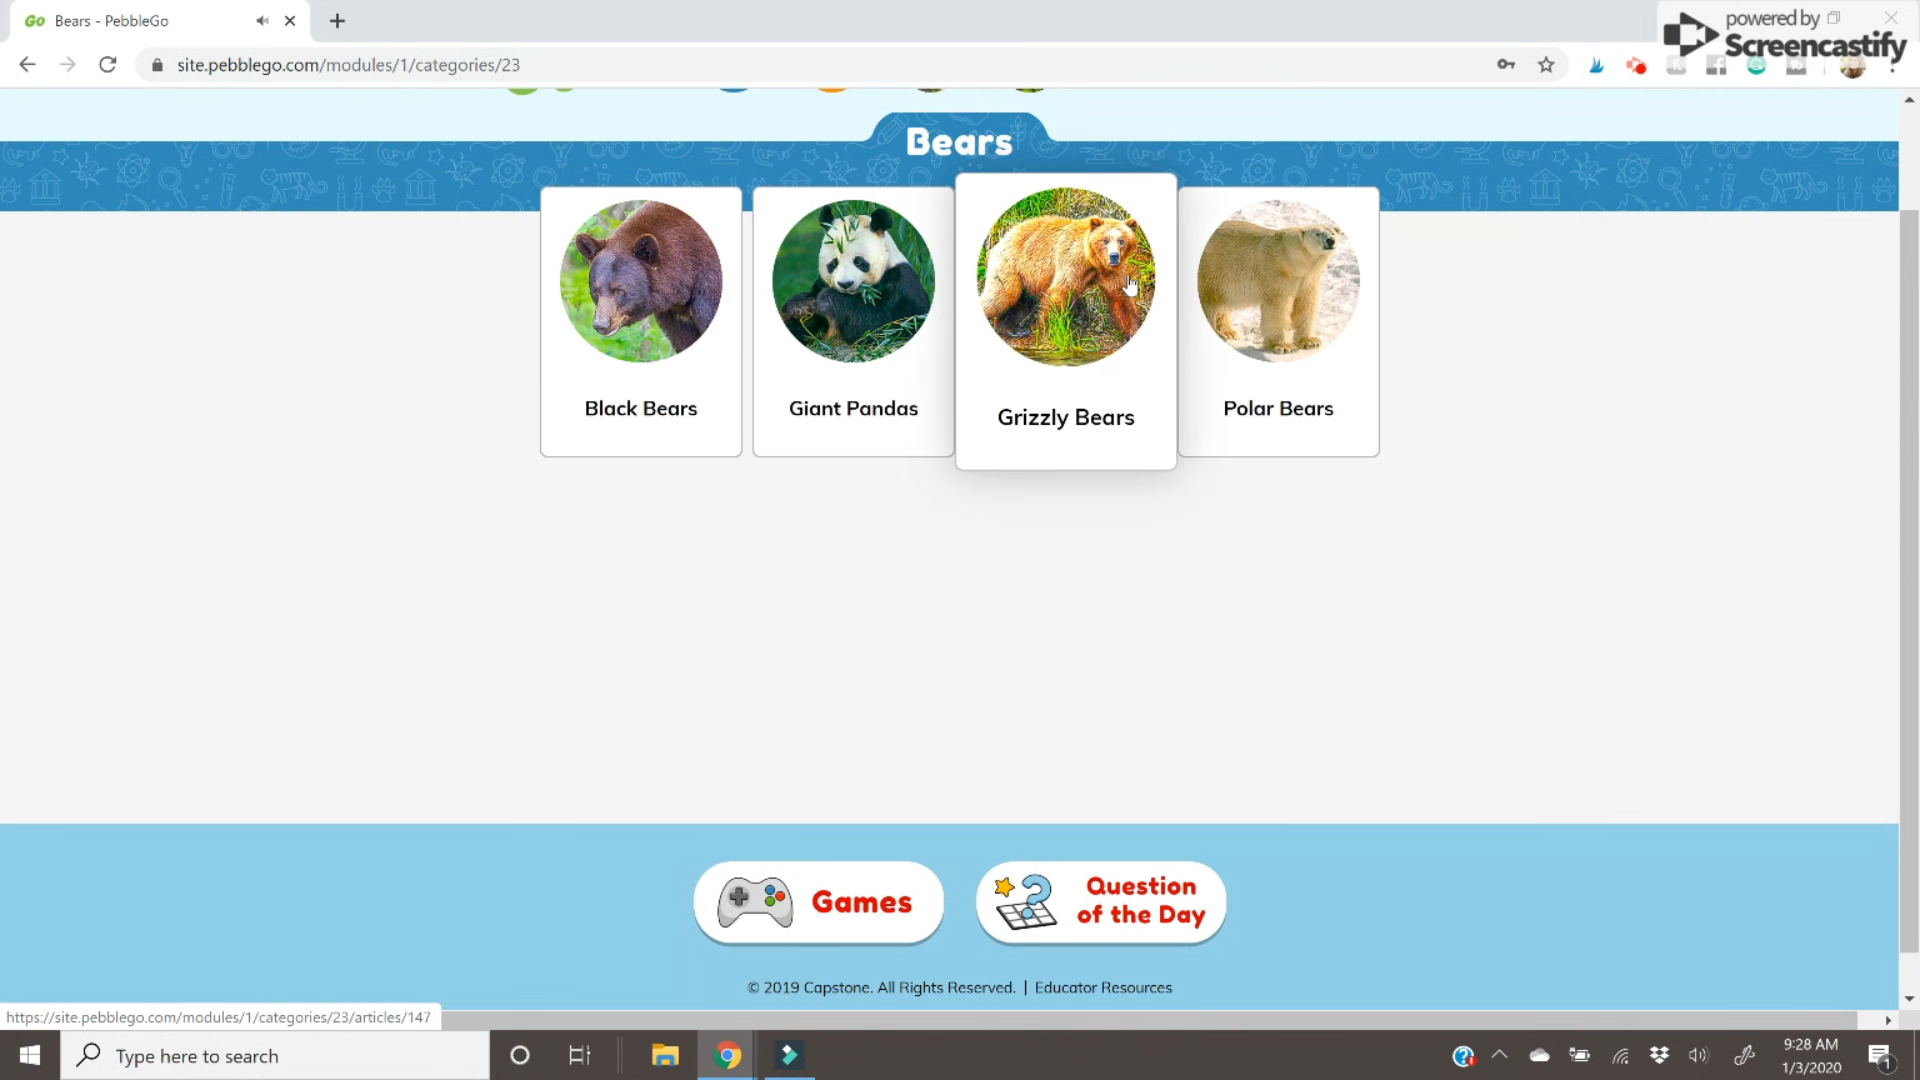 GO Bears - PebbleGo
powered by
Screencastify
site.pebblego.com/modules/1/categories/23
Bears
Black Bears
Giant Pandas
Grizzly Bears
Polar Bears
Games
Question
of the Day
© 2019 Capstone. All Rights Reserved. | Educator Resources
https://site.pebblego.com/modules/1/categories/23/articles/147
Type here to search
9:28 AM
1/3/2020
1